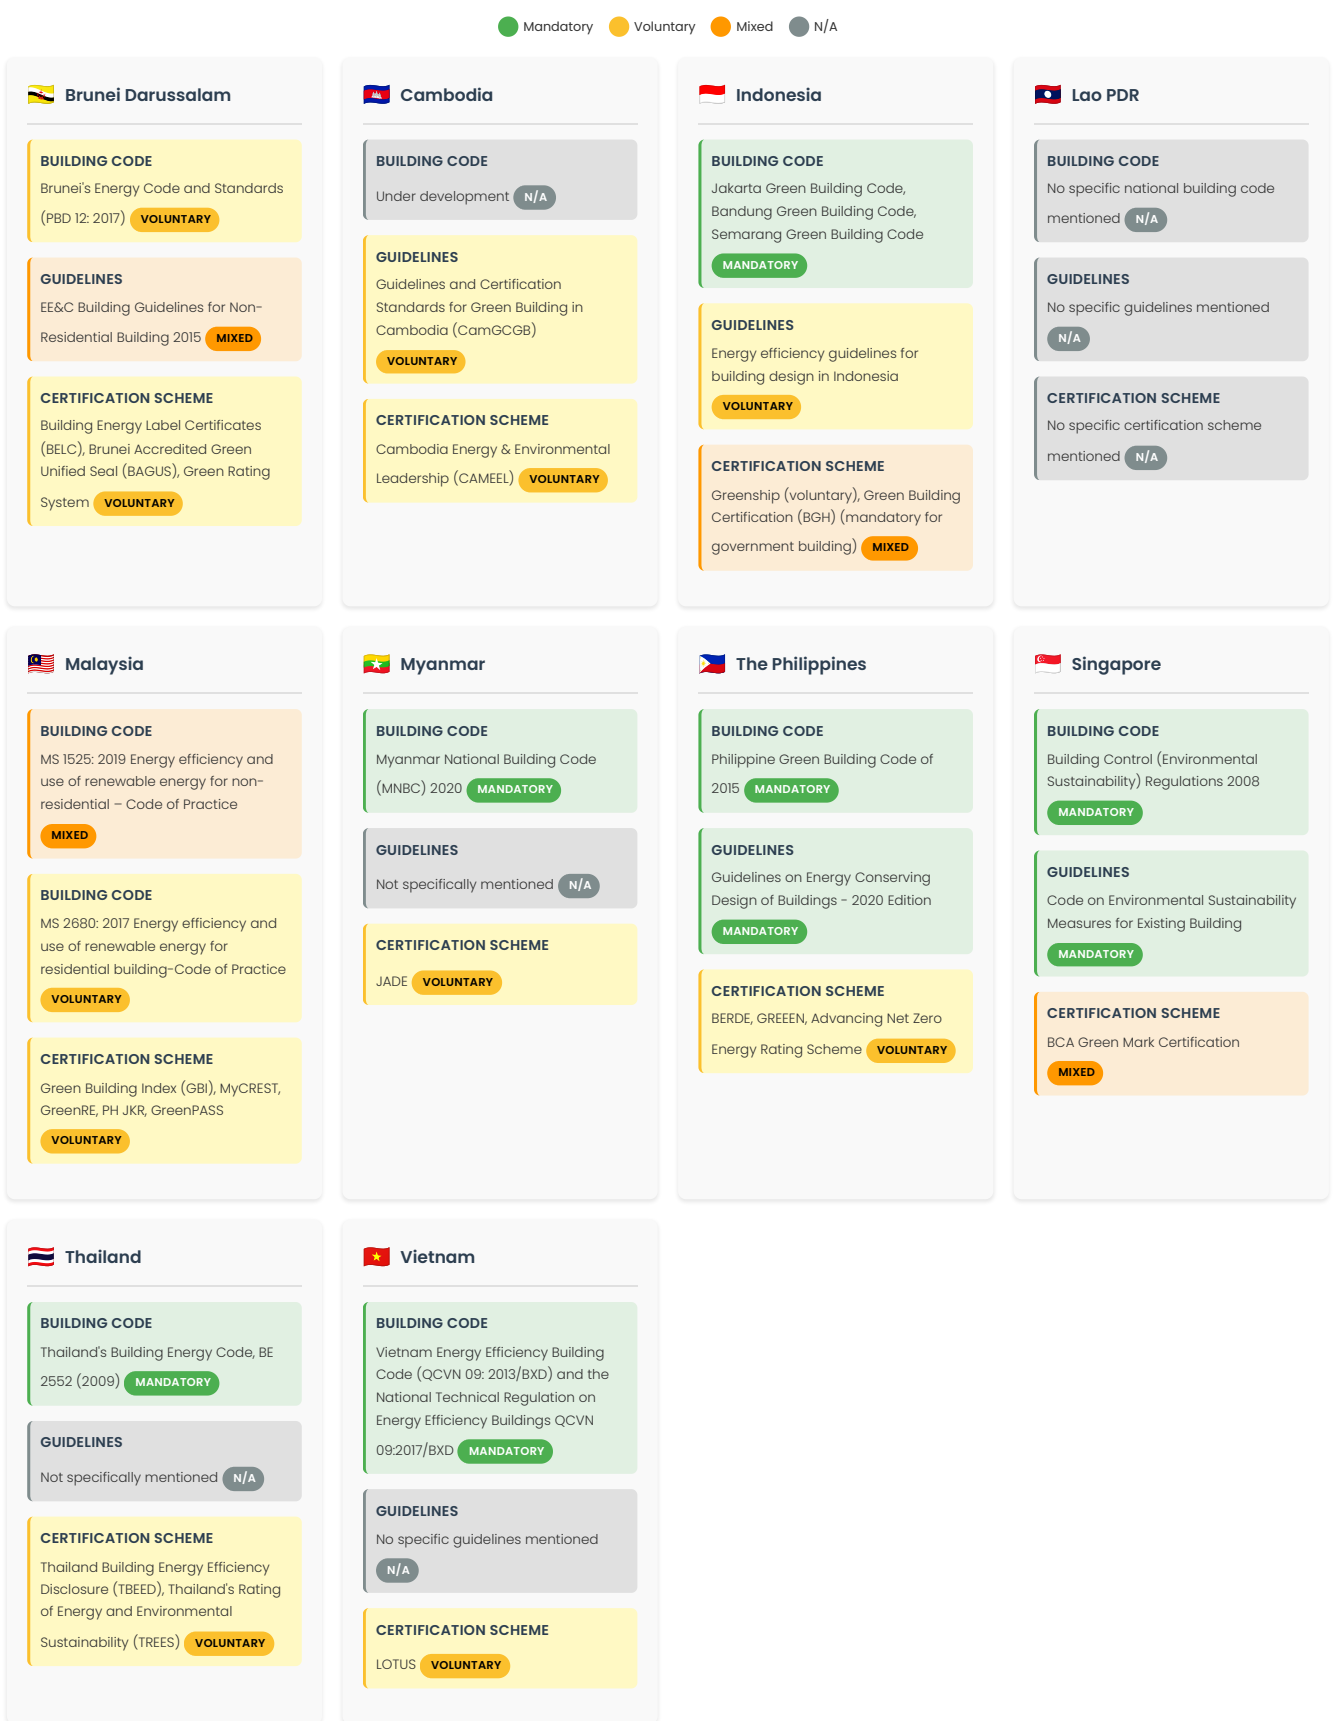 Mandatory Voluntary Mixed N/A
Brunei Darussalam
BUILDING CODE
Brunei's Energy Code and Standards
(PBD 12: 2017) VOLUNTARY
GUIDELINES
EE&C Building Guidelines for Non-
Residential Building 2015 MIXED
CERTIFICATION SCHEME
Building Energy Label Certificates
(BELC), Brunei Accredited Green
Unified Seal (BAGUS), Green Rating
System VOLUNTARY
Cambodia
BUILDING CODE
Under development N/A
GUIDELINES
Guidelines and Certification
Standards for Green Building in
Cambodia (CamGCGB)
VOLUNTARY
CERTIFICATION SCHEME
Cambodia Energy & Environmental
Leadership (CAMEEL) VOLUNTARY
Indonesia
BUILDING CODE
Jakarta Green Building Code,
Bandung Green Building Code,
Semarang Green Building Code
MANDATORY
GUIDELINES
Energy efficiency guidelines for
building design in Indonesia
VOLUNTARY
CERTIFICATION SCHEME
Greenship (voluntary), Green Building
Certification (BGH) (mandatory for
government building) MIXED
Lao PDR
BUILDING CODE
No specific national building code
mentioned N/A
GUIDELINES
No specific guidelines mentioned
N/A
CERTIFICATION SCHEME
No specific certification scheme
mentioned N/A
Malaysia
BUILDING CODE
MS 1525: 2019 Energy efficiency and
use of renewable energy for non-
residential – Code of Practice
MIXED
BUILDING CODE
MS 2680: 2017 Energy efficiency and
use of renewable energy for
residential building-Code of Practice
VOLUNTARY
CERTIFICATION SCHEME
Green Building Index (GBI), MyCREST,
GreenRE, PH JKR, GreenPASS
VOLUNTARY
Myanmar
BUILDING CODE
Myanmar National Building Code
(MNBC) 2020 MANDATORY
GUIDELINES
Not specifically mentioned N/A
CERTIFICATION SCHEME
JADE VOLUNTARY
The Philippines
BUILDING CODE
Philippine Green Building Code of
2015 MANDATORY
GUIDELINES
Guidelines on Energy Conserving
Design of Buildings - 2020 Edition
MANDATORY
CERTIFICATION SCHEME
BERDE, GREEEN, Advancing Net Zero
Energy Rating Scheme VOLUNTARY
Singapore
BUILDING CODE
Building Control (Environmental
Sustainability) Regulations 2008
MANDATORY
GUIDELINES
Code on Environmental Sustainability
Measures for Existing Building
MANDATORY
CERTIFICATION SCHEME
BCA Green Mark Certification
MIXED
Thailand
BUILDING CODE
Thailand's Building Energy Code, BE
2552 (2009) MANDATORY
GUIDELINES
Not specifically mentioned N/A
CERTIFICATION SCHEME
Thailand Building Energy Efficiency
Disclosure (TBEED), Thailand's Rating
of Energy and Environmental
Sustainability (TREES) VOLUNTARY
Vietnam
BUILDING CODE
Vietnam Energy Efficiency Building
Code (QCVN 09: 2013/BXD) and the
National Technical Regulation on
Energy Efficiency Buildings QCVN
09:2017/BXD MANDATORY
GUIDELINES
No specific guidelines mentioned
N/A
CERTIFICATION SCHEME
LOTUS VOLUNTARY